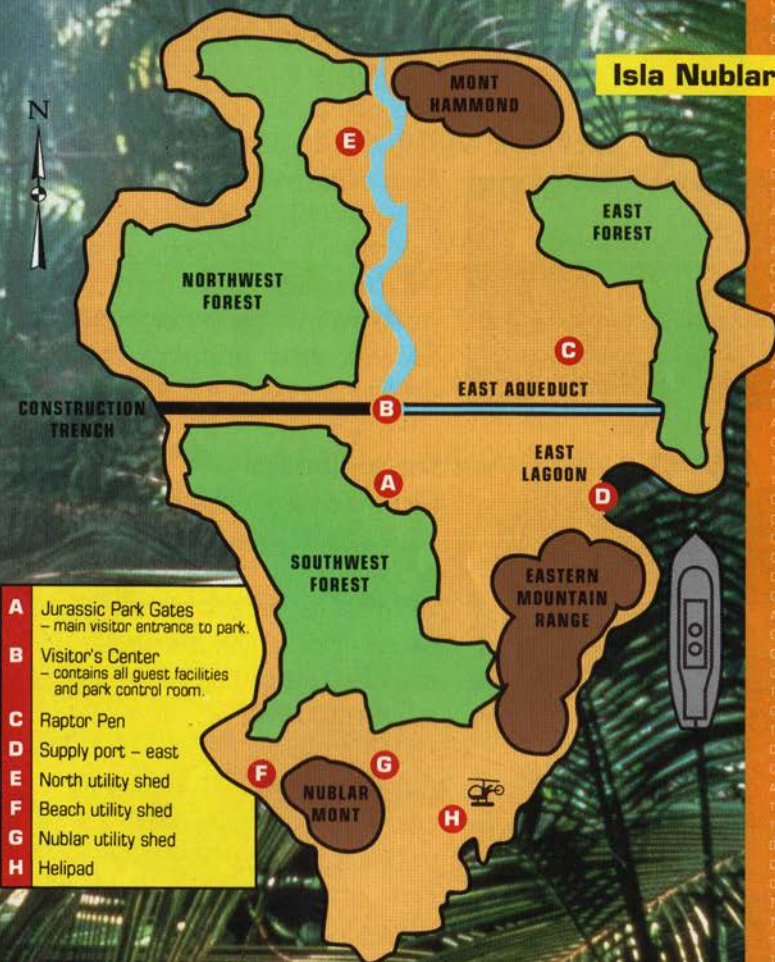 Isla Nublar
N
MONT
HAMMOND
E
EAST
FOREST
NORTHWEST
FOREST
C
EAST AQUEDUCT
CONSTRUCTION
TRENCH
B
EAST
LAGOON
A
D
SOUTHWEST
FOREST
EASTERN
MOUNTAIN
RANGE
F
G
NUBLAR
MONT
H
A Jurassic Park Gates
– main visitor entrance to park.
B Visitor's Center
– contains all guest facilities
and park control room.
C Raptor Pen
D Supply port – east
E North utility shed
F Beach utility shed
G Nublar utility shed
H Helipad